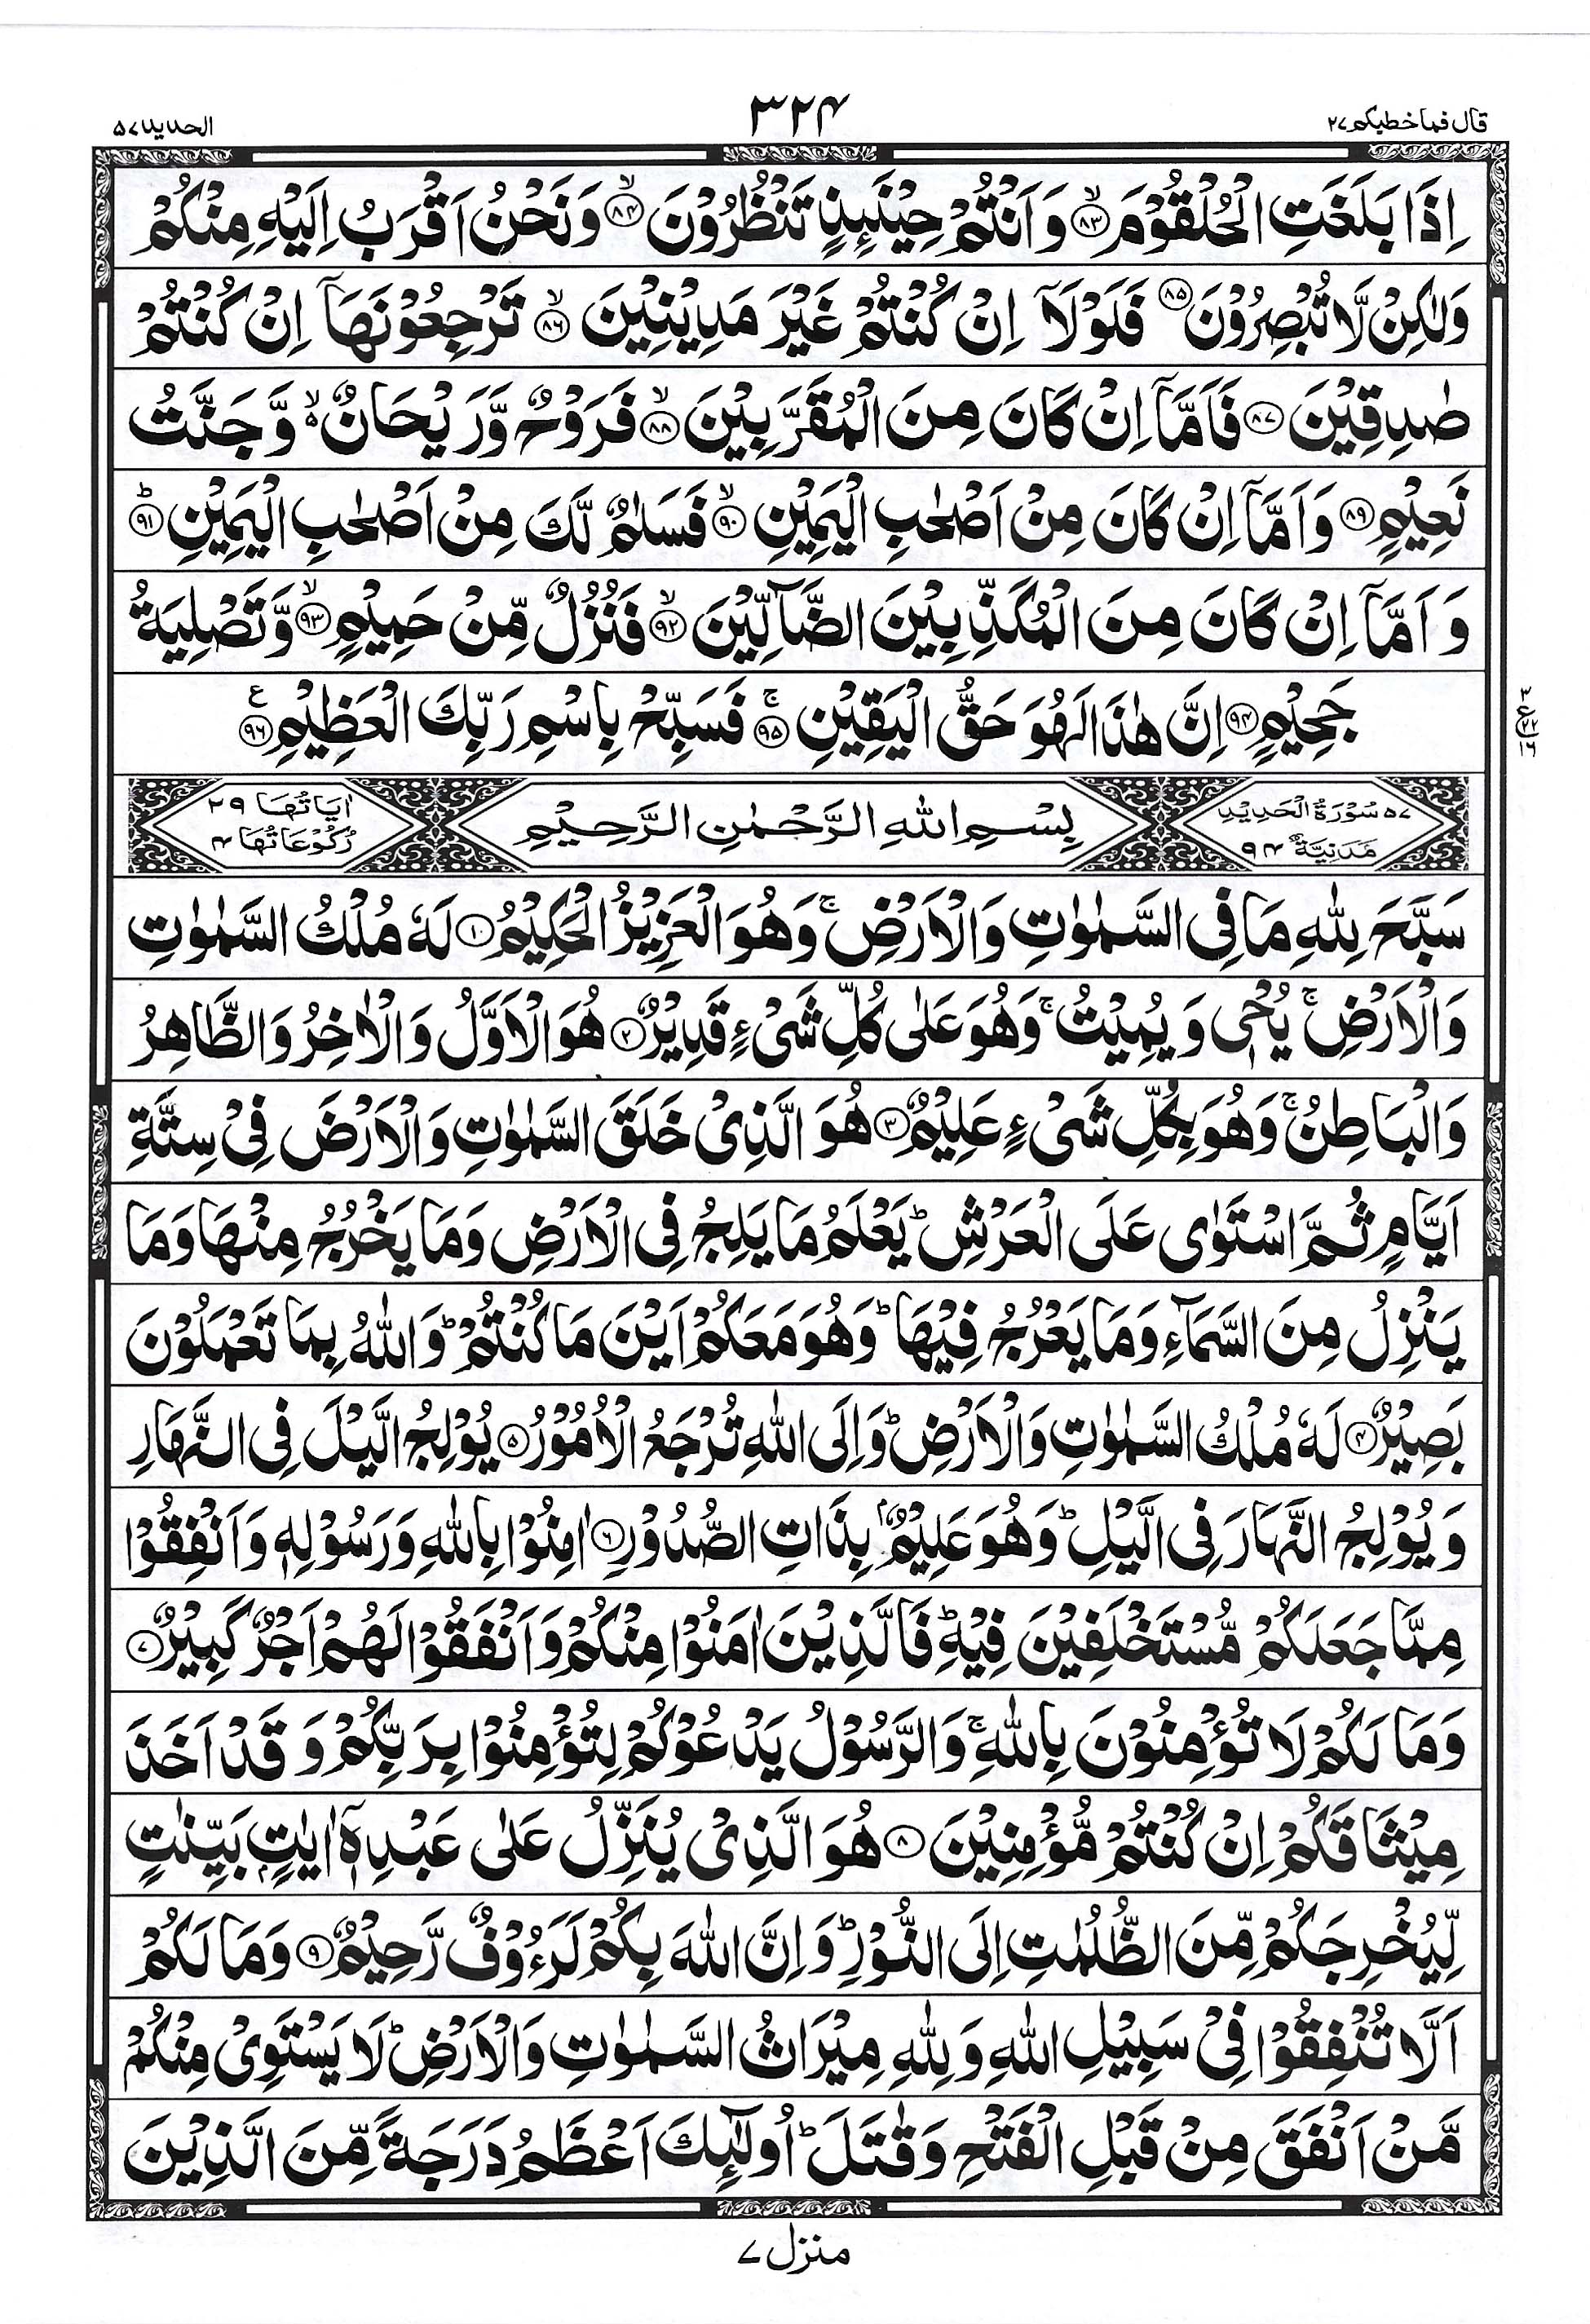 قال فما خطبکم ۲۷
۳۲۴
الحدید ۵۷
اِذَا بَلَغَتِ الْحُلْقُوْمَ ﴿ۙ۸۳﴾ وَ اَنْتُمْ حِیْنَىِٕذٍ تَنْظُرُوْنَ ﴿ۙ۸۴﴾ وَ نَحْنُ اَقْرَبُ اِلَیْهِ مِنْكُمْ
وَ لٰكِنْ لَّا تُبْصِرُوْنَ ﴿۸۵﴾ فَلَوْ لَاۤ اِنْ كُنْتُمْ غَیْرَ مَدِیْنِیْنَ ﴿ۙ۸۶﴾ تَرْجِعُوْنَهَاۤ اِنْ كُنْتُمْ
صٰدِقِیْنَ ﴿۸۷﴾ فَاَمَّاۤ اِنْ كَانَ مِنَ الْمُقَرَّبِیْنَ ﴿ۙ۸۸﴾ فَرَوْحٌ وَّ رَیْحَانٌ ۙ۬ وَّ جَنَّتُ
نَعِیْمٍ ﴿۸۹﴾ وَ اَمَّاۤ اِنْ كَانَ مِنْ اَصْحٰبِ الْیَمِیْنِ ﴿ۙ۹۰﴾ فَسَلٰمٌ لَّكَ مِنْ اَصْحٰبِ الْیَمِیْنِ ﴿ؕ۹۱﴾
وَ اَمَّاۤ اِنْ كَانَ مِنَ الْمُكَذِّبِیْنَ الضَّآلِّیْنَ ﴿ۙ۹۲﴾ فَنُزُلٌ مِّنْ حَمِیْمٍ ﴿ۙ۹۳﴾ وَّ تَصْلِیَةُ
جَحِیْمٍ ﴿۹۴﴾ اِنَّ هٰذَا لَهُوَ حَقُّ الْیَقِیْنِ ﴿ۚ۹۵﴾ فَسَبِّحْ بِاسْمِ رَبِّكَ الْعَظِیْمِ ﴿۹۶﴾ ع
۵۷ سُوْرَةُ الْحَدِیْدِ مَدَنِیَّةٌ ۹۴
بِسْمِ اللّٰهِ الرَّحْمٰنِ الرَّحِیْمِ
اٰیَاتُهَا ۲۹ رُكُوْعَاتُهَا ۴
سَبَّحَ لِلّٰهِ مَا فِی السَّمٰوٰتِ وَ الْاَرْضِ ۚ وَ هُوَ الْعَزِیْزُ الْحَكِیْمُ ﴿۱﴾ لَهٗ مُلْكُ السَّمٰوٰتِ
وَ الْاَرْضِ ۚ یُحْیٖ وَ یُمِیْتُ ۚ وَ هُوَ عَلٰى كُلِّ شَیْءٍ قَدِیْرٌ ﴿۲﴾ هُوَ الْاَوَّلُ وَ الْاٰخِرُ وَ الظَّاهِرُ
وَ الْبَاطِنُ ۚ وَ هُوَ بِكُلِّ شَیْءٍ عَلِیْمٌ ﴿۳﴾ هُوَ الَّذِیْ خَلَقَ السَّمٰوٰتِ وَ الْاَرْضَ فِیْ سِتَّةِ
اَیَّامٍ ثُمَّ اسْتَوٰى عَلَى الْعَرْشِ ؕ یَعْلَمُ مَا یَلِجُ فِی الْاَرْضِ وَ مَا یَخْرُجُ مِنْهَا وَ مَا
یَنْزِلُ مِنَ السَّمَآءِ وَ مَا یَعْرُجُ فِیْهَا ؕ وَ هُوَ مَعَكُمْ اَیْنَ مَا كُنْتُمْ ؕ وَ اللّٰهُ بِمَا تَعْمَلُوْنَ
بَصِیْرٌ ﴿۴﴾ لَهٗ مُلْكُ السَّمٰوٰتِ وَ الْاَرْضِ ؕ وَ اِلَى اللّٰهِ تُرْجَعُ الْاُمُوْرُ ﴿۵﴾ یُوْلِجُ الَّیْلَ فِی النَّهَارِ
وَ یُوْلِجُ النَّهَارَ فِی الَّیْلِ ؕ وَ هُوَ عَلِیْمٌۢ بِذَاتِ الصُّدُوْرِ ﴿۶﴾ اٰمِنُوْا بِاللّٰهِ وَ رَسُوْلِهٖ وَ اَنْفِقُوْا
مِمَّا جَعَلَكُمْ مُّسْتَخْلَفِیْنَ فِیْهِ ؕ فَالَّذِیْنَ اٰمَنُوْا مِنْكُمْ وَ اَنْفَقُوْا لَهُمْ اَجْرٌ كَبِیْرٌ ﴿۷﴾
وَ مَا لَكُمْ لَا تُؤْمِنُوْنَ بِاللّٰهِ ۚ وَ الرَّسُوْلُ یَدْعُوْكُمْ لِتُؤْمِنُوْا بِرَبِّكُمْ وَ قَدْ اَخَذَ
مِیْثَاقَكُمْ اِنْ كُنْتُمْ مُّؤْمِنِیْنَ ﴿۸﴾ هُوَ الَّذِیْ یُنَزِّلُ عَلٰى عَبْدِهٖۤ اٰیٰتٍۭ بَیِّنٰتٍ
لِّیُخْرِجَكُمْ مِّنَ الظُّلُمٰتِ اِلَى النُّوْرِ ؕ وَ اِنَّ اللّٰهَ بِكُمْ لَرَءُوْفٌ رَّحِیْمٌ ﴿۹﴾ وَ مَا لَكُمْ
اَلَّا تُنْفِقُوْا فِیْ سَبِیْلِ اللّٰهِ وَ لِلّٰهِ مِیْرَاثُ السَّمٰوٰتِ وَ الْاَرْضِ ؕ لَا یَسْتَوِیْ مِنْكُمْ
مَّنْ اَنْفَقَ مِنْ قَبْلِ الْفَتْحِ وَ قٰتَلَ ؕ اُولٰٓىِٕكَ اَعْظَمُ دَرَجَةً مِّنَ الَّذِیْنَ
منزل ۷